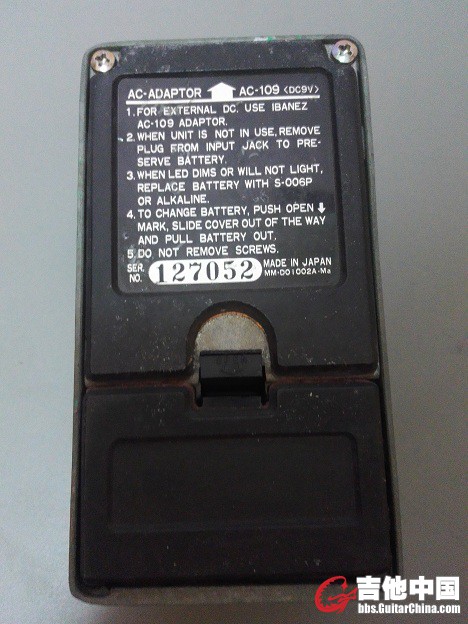 AC-ADAPTOR AC-109 <DC9V>
1. FOR EXTERNAL DC, USE IBANEZ
AC-109 ADAPTOR.
2. WHEN UNIT IS NOT IN USE, REMOVE
PLUG FROM INPUT JACK TO PRE-
SERVE BATTERY.
3. WHEN LED DIMS OR WILL NOT LIGHT,
REPLACE BATTERY WITH S-006P
OR ALKALINE.
4. TO CHANGE BATTERY, PUSH OPEN ⬇
MARK, SLIDE COVER OUT OF THE WAY
AND PULL BATTERY OUT.
5. DO NOT REMOVE SCREWS.
SER. NO. 127052 MADE IN JAPAN
MM-DO1002A-Ma
吉他中国
bbs.GuitarChina.com